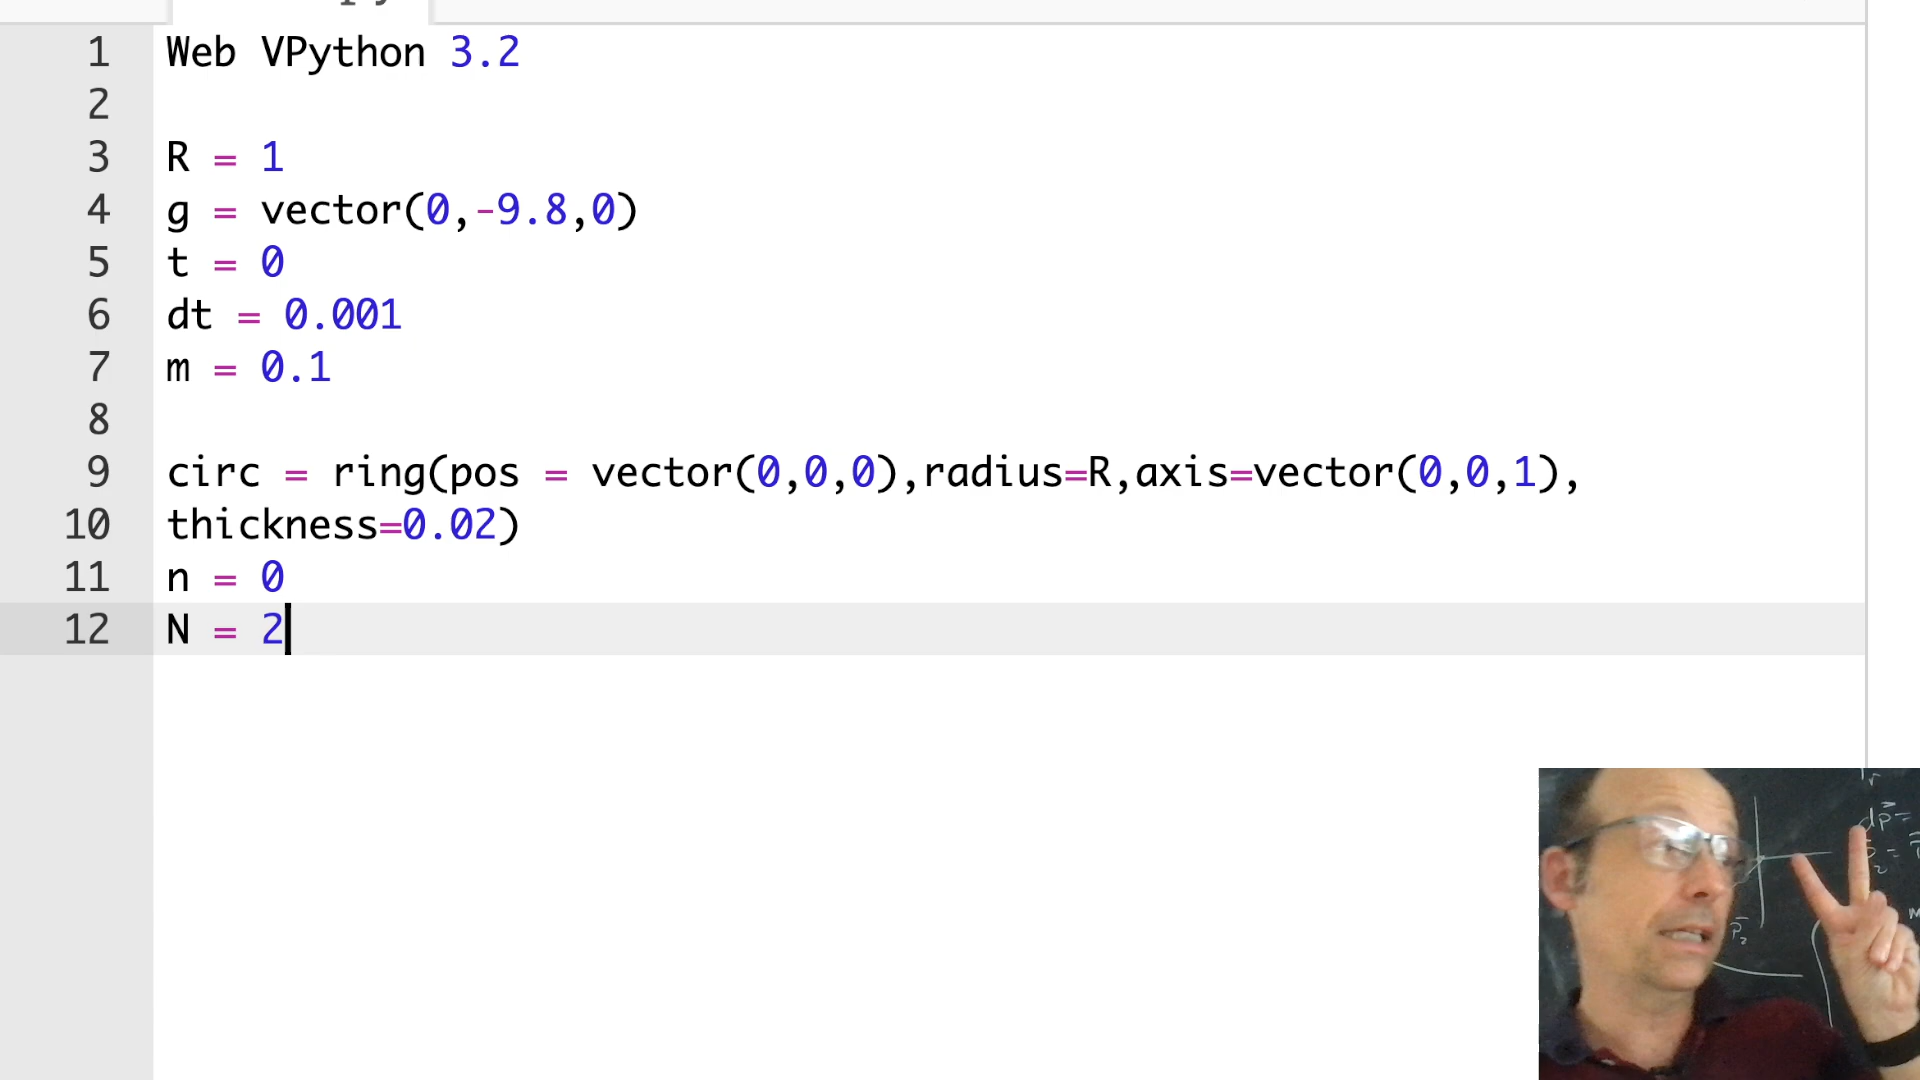 1 Web VPython 3.2
2
3 R = 1
4 g = vector(0,-9.8,0)
5 t = 0
6 dt = 0.001
7 m = 0.1
8
9 circ = ring(pos = vector(0,0,0),radius=R,axis=vector(0,0,1),
10 thickness=0.02)
11 n = 0
12 N = 2